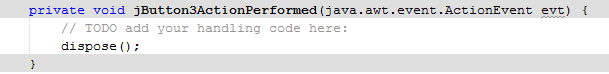 private void jButton3ActionPerformed(java.awt.event.ActionEvent evt) {
// TODO add your handling code here:
dispose();
}